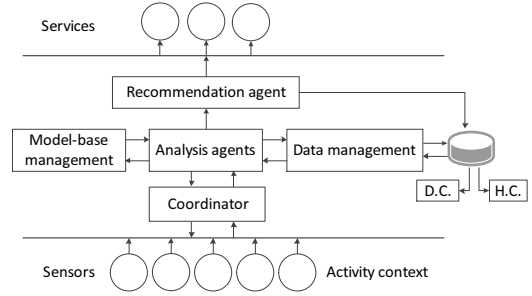 Services
Recommendation agent
Model-base
management
Analysis agents
Data management
D.C.
H.C.
Coordinator
Sensors
Activity context